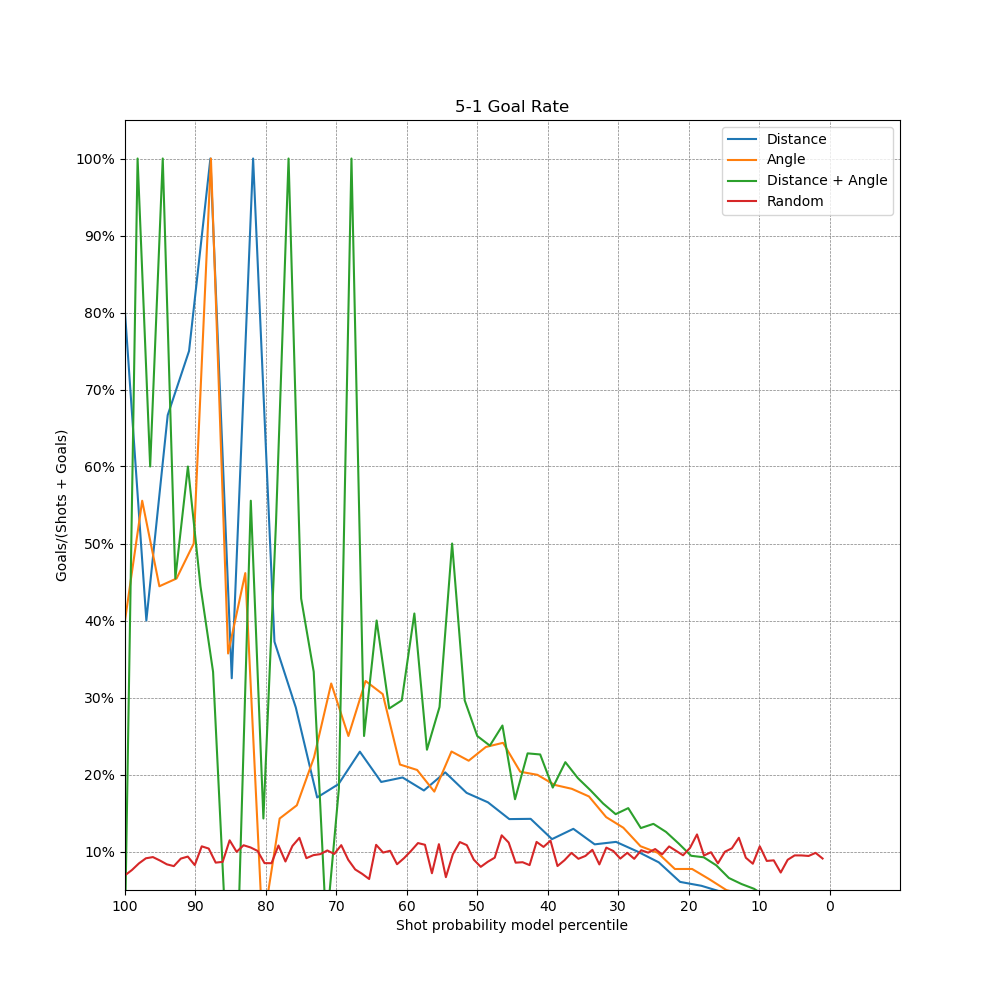 5-1 Goal Rate
Distance
Angle
Distance + Angle
Random
100%
90%
80%
70%
60%
50%
40%
30%
20%
10%
Goals/(Shots + Goals)
100 90 80 70 60 50 40 30 20 10 0
Shot probability model percentile